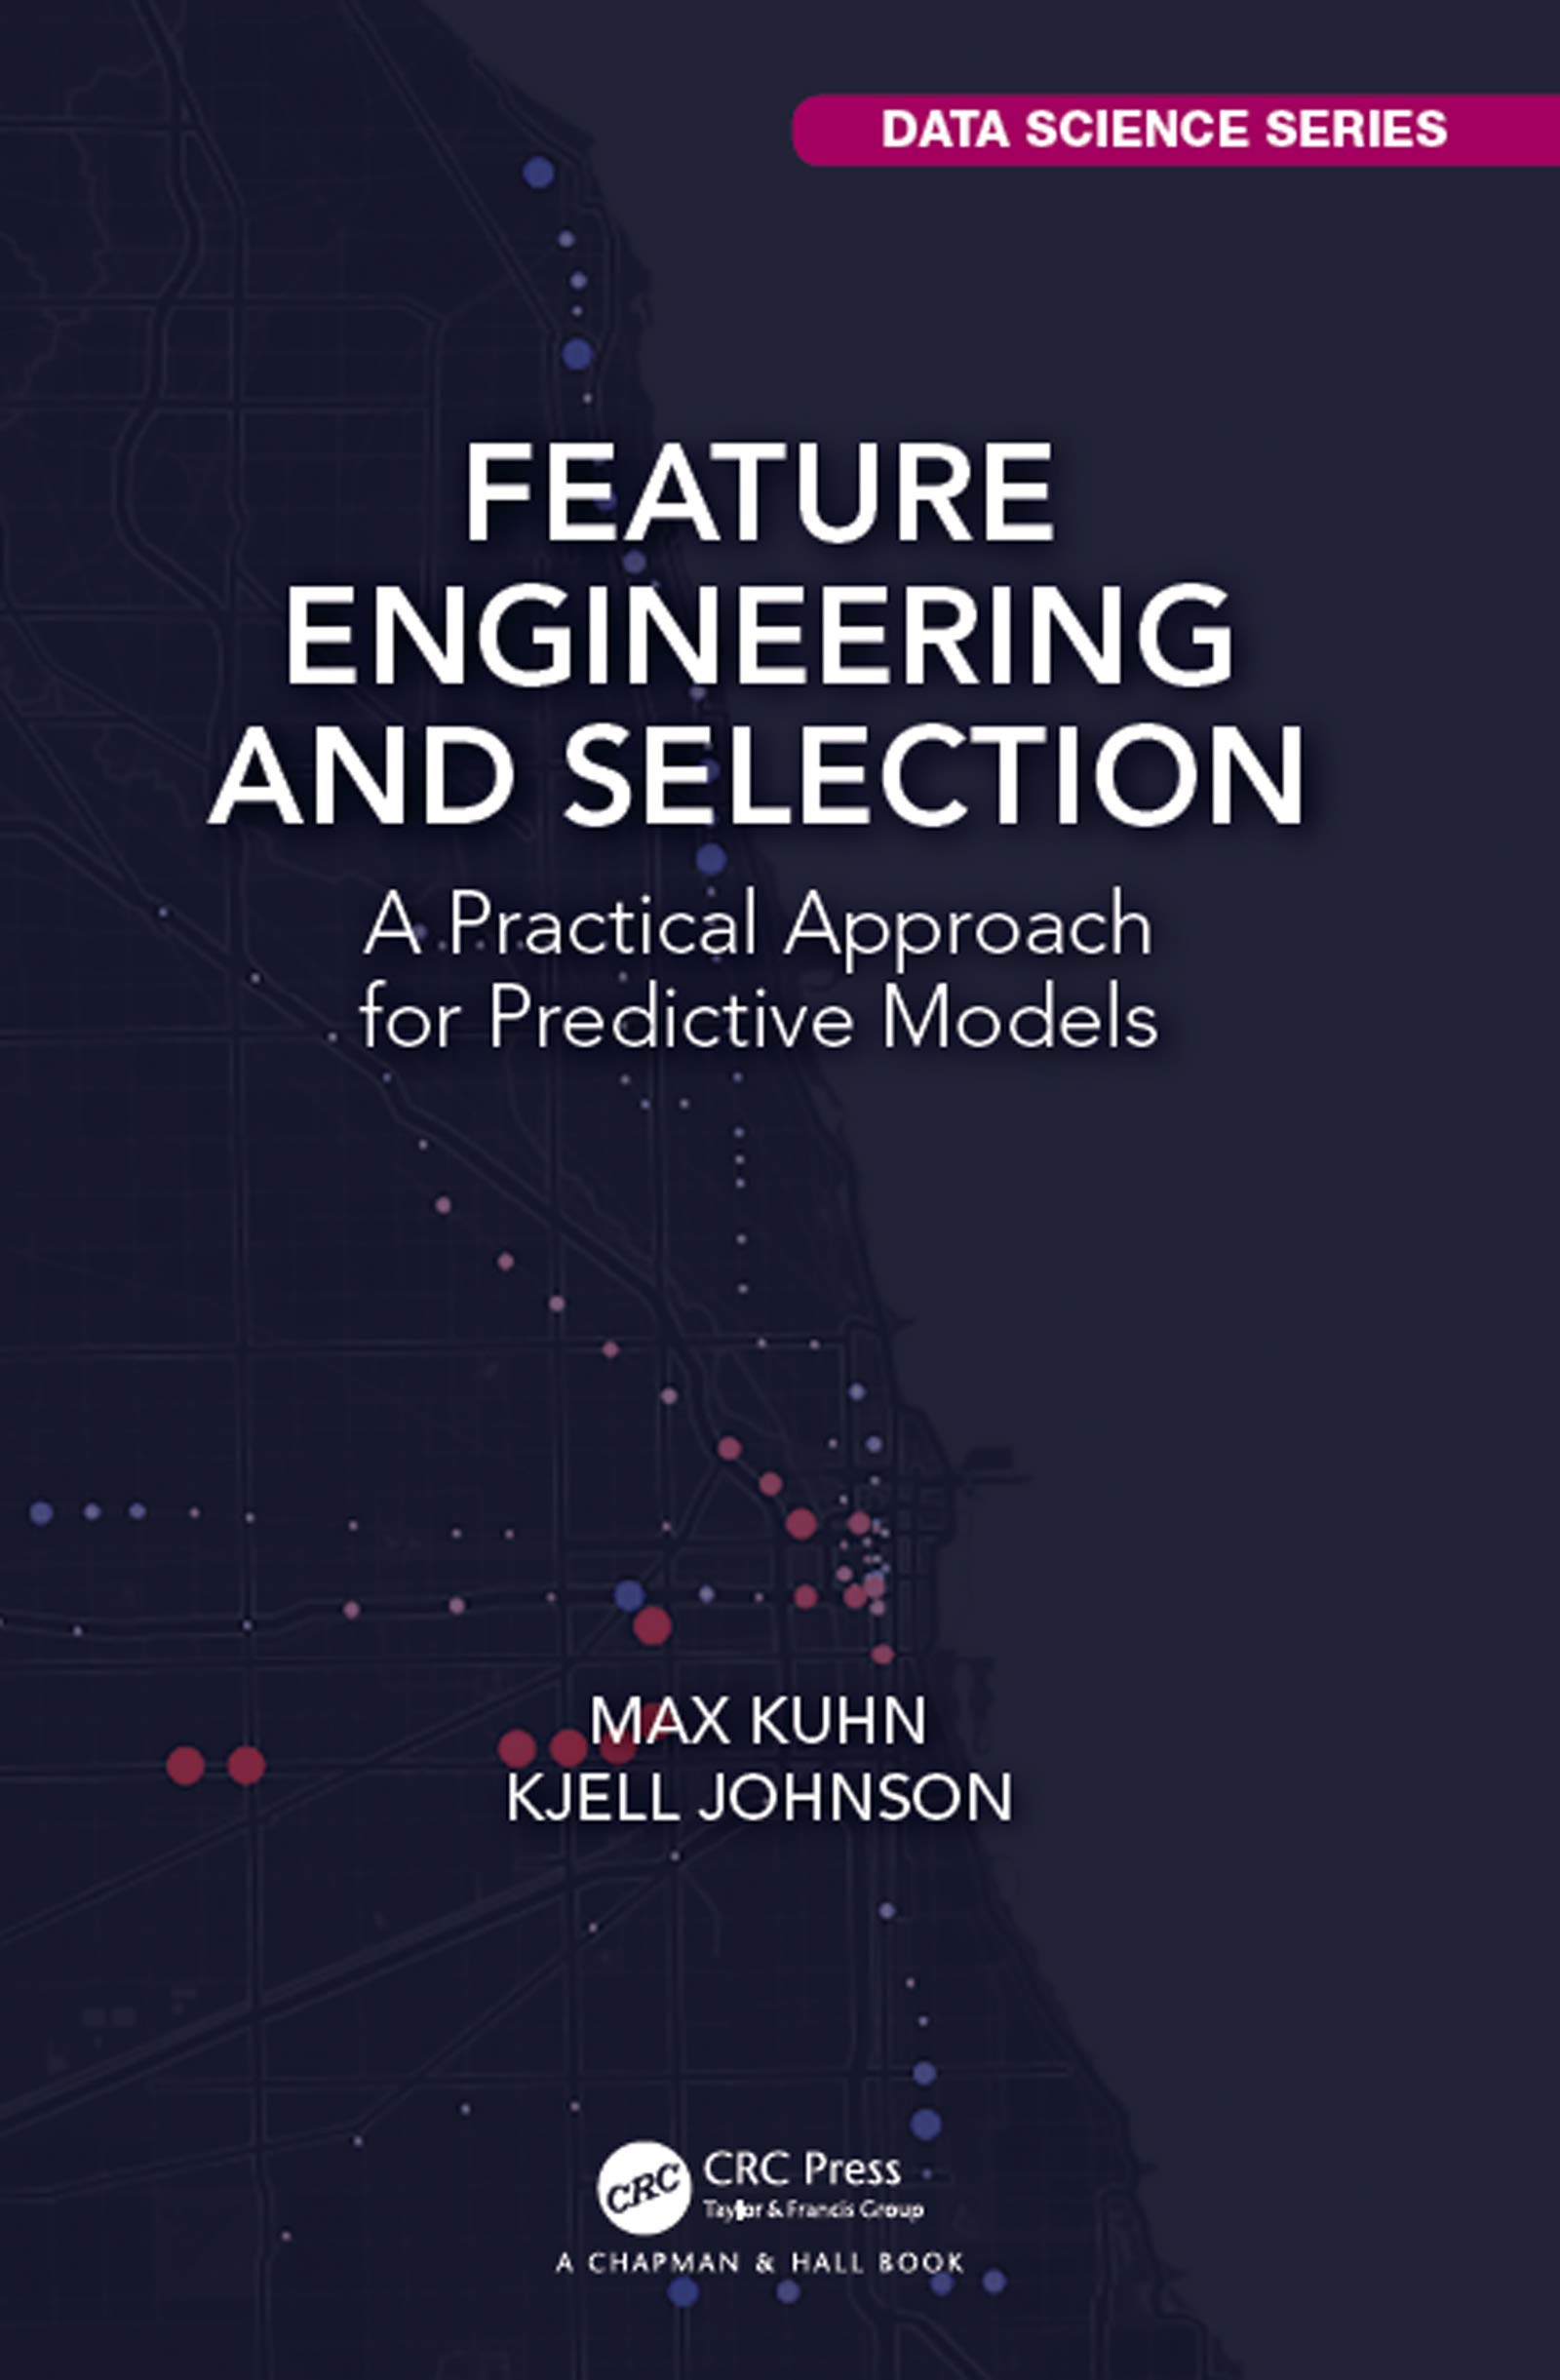 DATA SCIENCE SERIES
FEATURE
ENGINEERING
AND SELECTION
A Practical Approach
for Predictive Models
MAX KUHN
KJELL JOHNSON
CRC
CRC Press
Taylor & Francis Group
A CHAPMAN & HALL BOOK